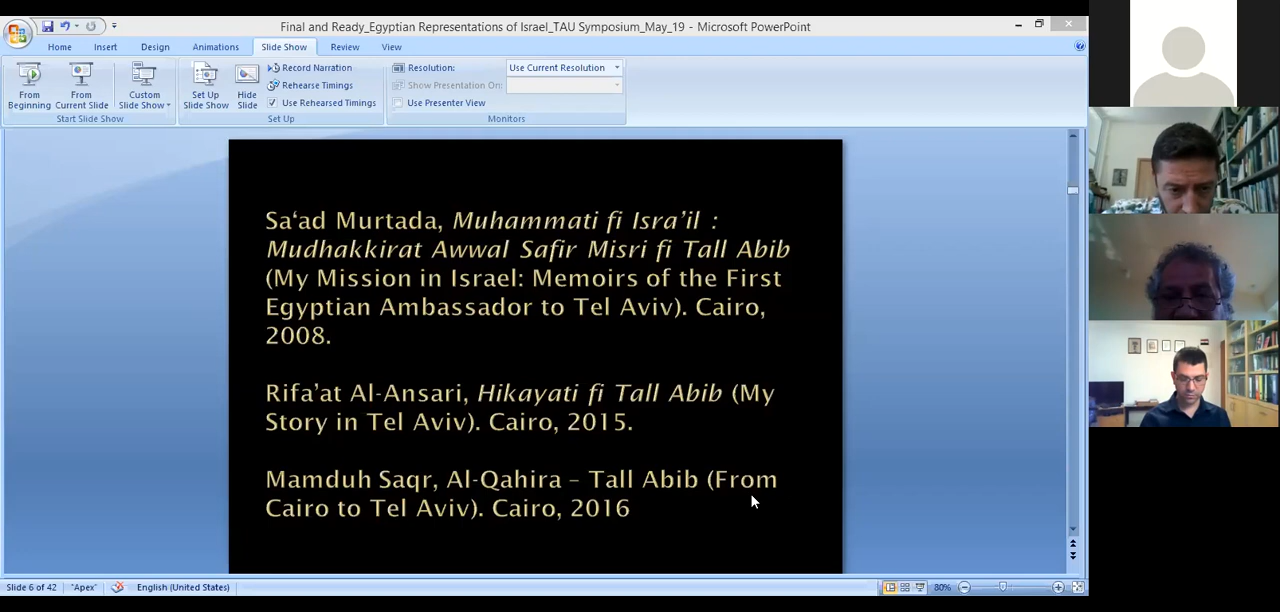 Final and Ready_Egyptian Representations of Israel_TAU Symposium_May_19 - Microsoft PowerPoint
Home Insert Design Animations Slide Show Review View
From Beginning
From Current Slide
Custom Slide Show
Start Slide Show
Set Up Slide Show
Hide Slide
Record Narration
Rehearse Timings
Use Rehearsed Timings
Set Up
Resolution: Use Current Resolution
Show Presentation On:
Use Presenter View
Monitors
Sa‘ad Murtada, Muhammati fi Isra’il :
Mudhakkirat Awwal Safir Misri fi Tall Abib
(My Mission in Israel: Memoirs of the First
Egyptian Ambassador to Tel Aviv). Cairo,
2008.
Rifa’at Al-Ansari, Hikayati fi Tall Abib (My
Story in Tel Aviv). Cairo, 2015.
Mamduh Saqr, Al-Qahira – Tall Abib (From
Cairo to Tel Aviv). Cairo, 2016
Slide 6 of 42 "Apex" English (United States) 80%